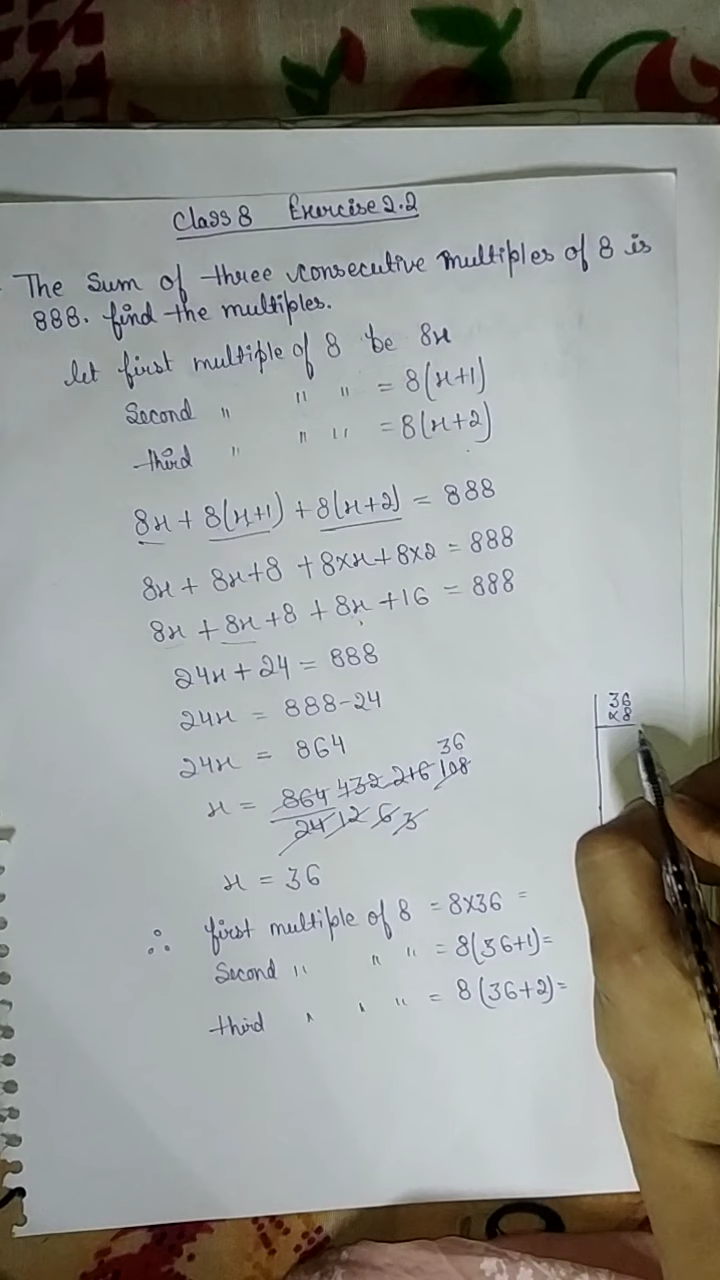 Class 8 Exercise 2.2
The Sum of three consecutive multiples of 8 is
888. find the multiples.
let first multiple of 8 be 8x
Second " " " = 8(x+1)
third " " " = 8(x+2)
8x + 8(x+1) + 8(x+2) = 888
8x + 8x+8 + 8×x+8×2 = 888
8x + 8x +8 + 8x +16 = 888
24x + 24 = 888
24x = 888-24
24x = 864
36
x = 864 432 216 108
24 12 6 3
x = 36
∴ first multiple of 8 = 8×36 =
Second " " " = 8(36+1)=
third " " " = 8(36+2)=
36
×8